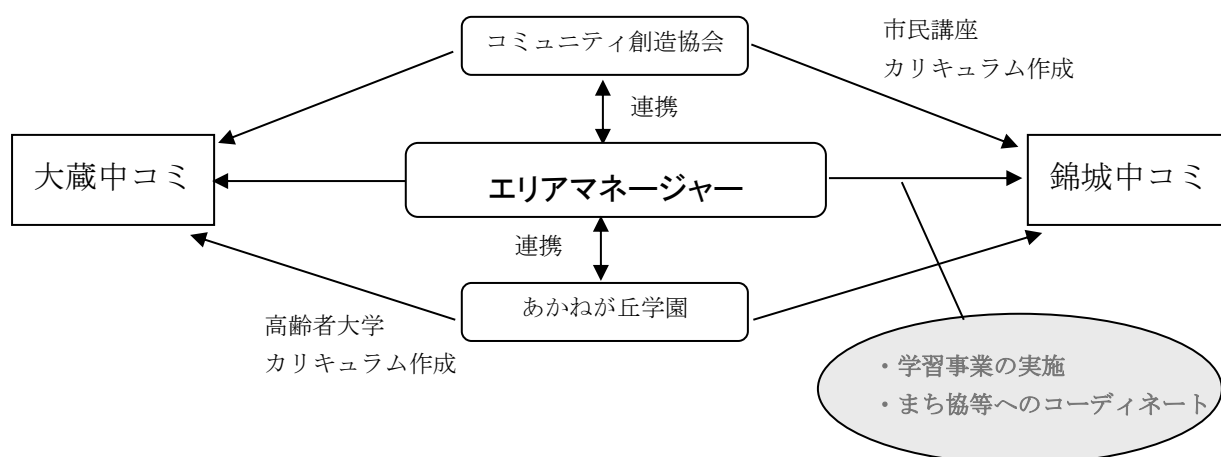 コミュニティ創造協会
市民講座
カリキュラム作成
連携
大蔵中コミ
エリアマネージャー
錦城中コミ
連携
あかねが丘学園
高齢者大学
カリキュラム作成
・学習事業の実施
・まち協等へのコーディネート